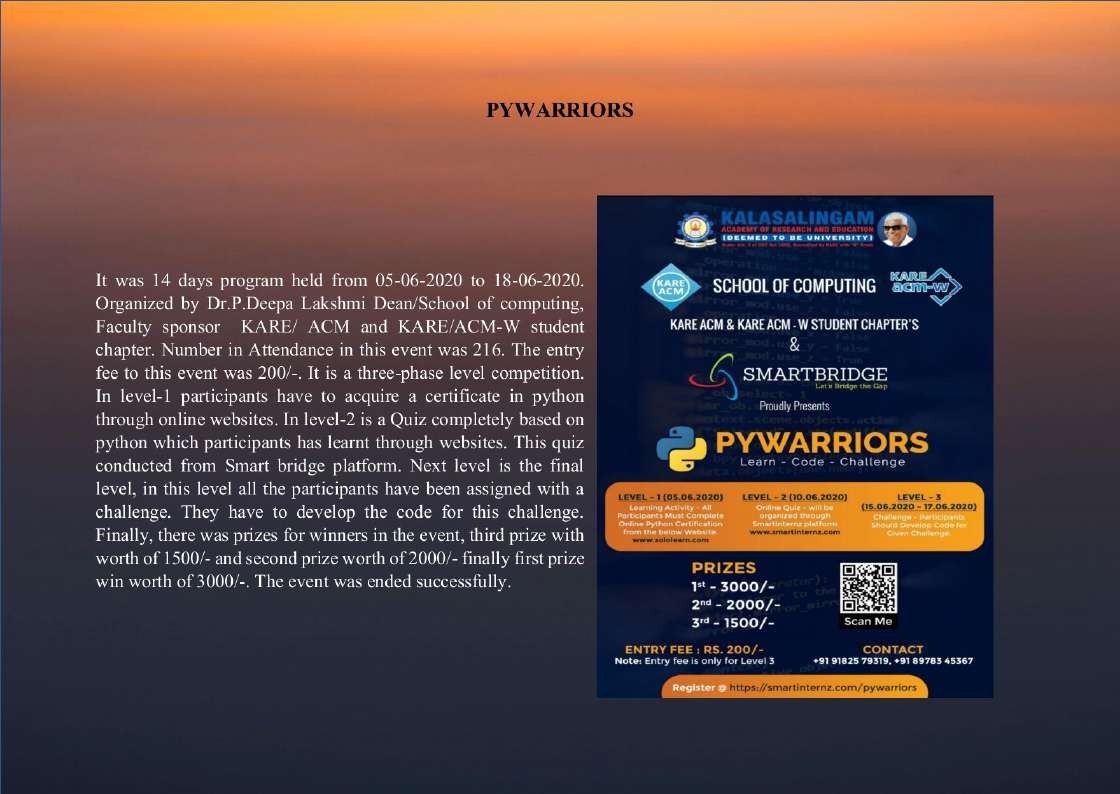 PYWARRIORS
It was 14 days program held from 05-06-2020 to 18-06-2020.
Organized by Dr.P.Deepa Lakshmi Dean/School of computing,
Faculty sponsor KARE/ ACM and KARE/ACM-W student
chapter. Number in Attendance in this event was 216. The entry
fee to this event was 200/-. It is a three-phase level competition.
In level-1 participants have to acquire a certificate in python
through online websites. In level-2 is a Quiz completely based on
python which participants has learnt through websites. This quiz
conducted from Smart bridge platform. Next level is the final
level, in this level all the participants have been assigned with a
challenge. They have to develop the code for this challenge.
Finally, there was prizes for winners in the event, third prize with
worth of 1500/- and second prize worth of 2000/- finally first prize
win worth of 3000/-. The event was ended successfully.
KALASALINGAM
ACADEMY OF RESEARCH AND EDUCATION
(DEEMED TO BE UNIVERSITY)
KARE
ACM
SCHOOL OF COMPUTING
KARE
acm-w
KARE ACM & KARE ACM - W STUDENT CHAPTER'S
&
SMARTBRIDGE
Let's Bridge the Gap
Proudly Presents
PYWARRIORS
Learn - Code - Challenge
LEVEL - 1 (05.06.2020)
Learning Activity - All
Participants Must Complete
Online Python Certification
from the below Website.
www.sololearn.com
LEVEL - 2 (10.06.2020)
Online Quiz - will be
organized through
Smartinternz platform
www.smartinternz.com
LEVEL - 3
(15.06.2020 - 17.06.2020)
Challenge - Participants
Should Develop Code for
Given Challenge.
PRIZES
1st - 3000/-
2nd - 2000/-
3rd - 1500/-
Scan Me
ENTRY FEE : RS. 200/-
Note: Entry fee is only for Level 3
CONTACT
+91 91825 79319, +91 89783 45367
Register @ https://smartinternz.com/pywarriors